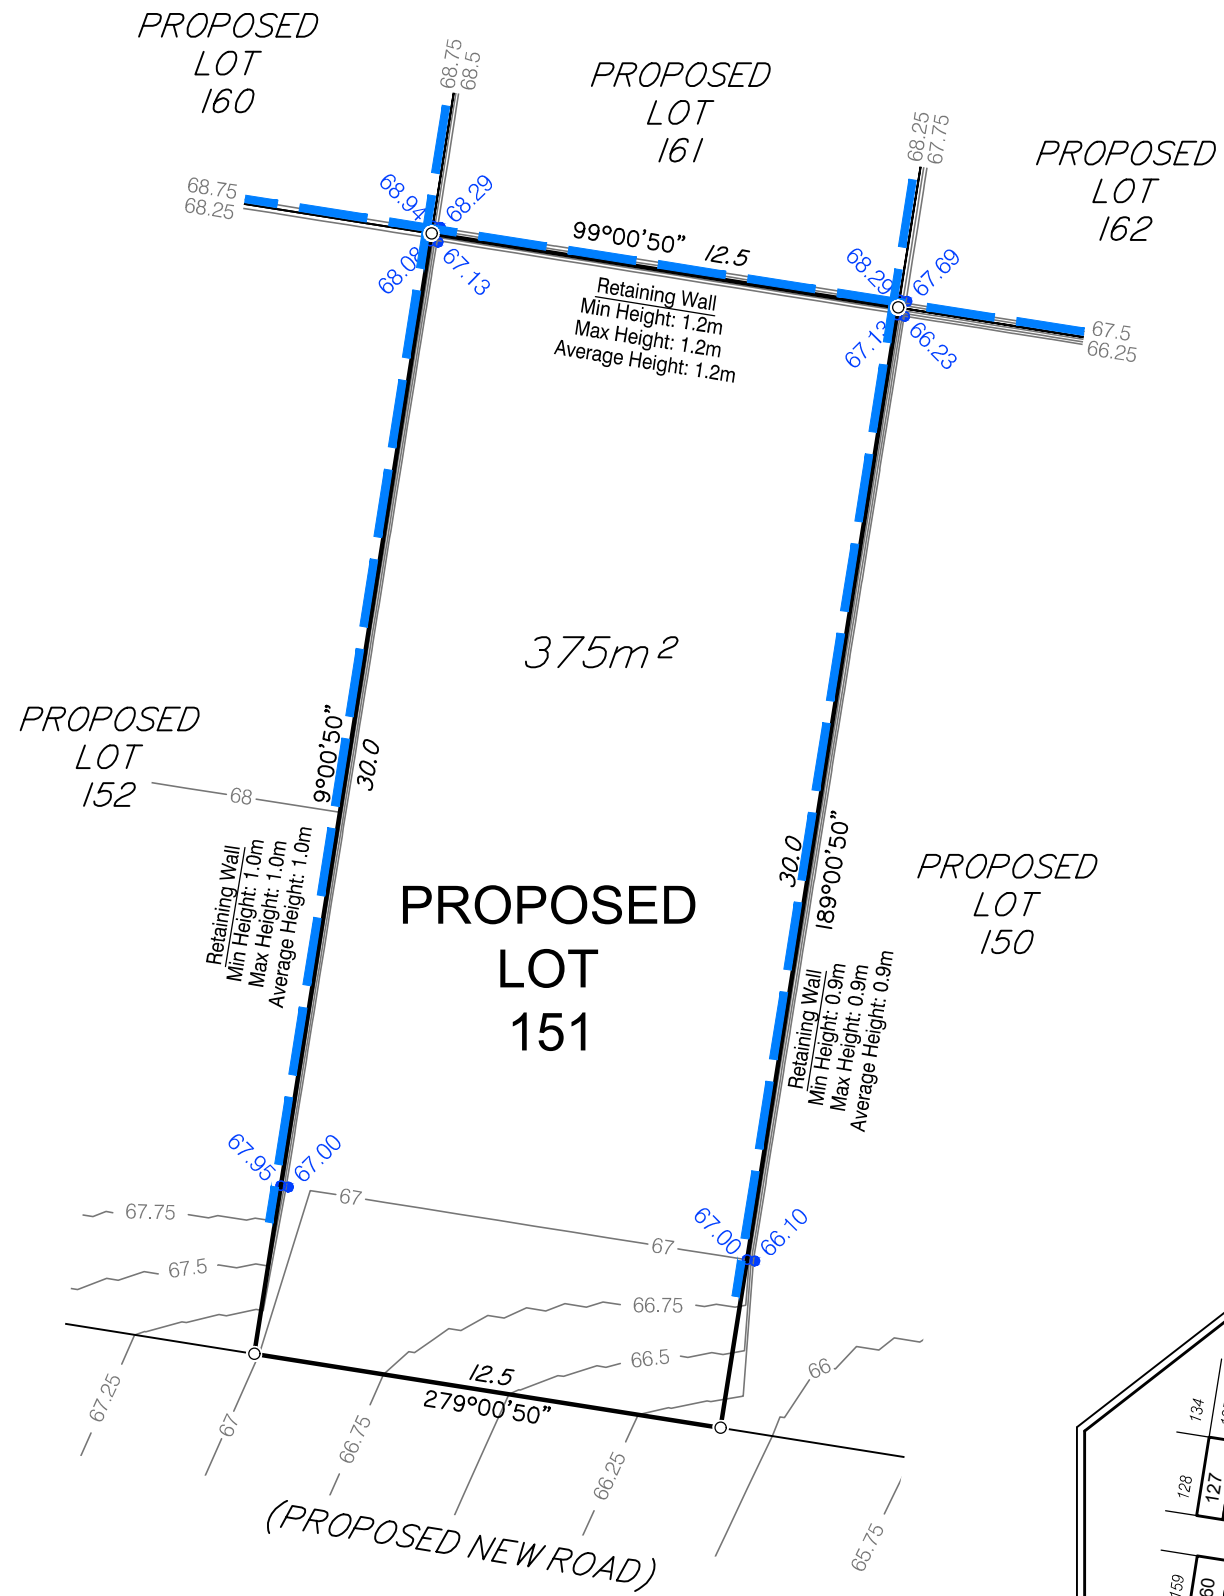 PROPOSED
LOT
160
68.75
68.5
PROPOSED
LOT
161
68.25
67.75
PROPOSED
LOT
162
68.75
68.25
68.94
68.29
68.08
67.13
99°00'50" 12.5
Retaining Wall
Min Height: 1.2m
Max Height: 1.2m
Average Height: 1.2m
68.29
67.69
67.13
66.23
67.5
66.25
375m²
PROPOSED
LOT
152
68
9°00'50"
30.0
Retaining Wall
Min Height: 1.0m
Max Height: 1.0m
Average Height: 1.0m
PROPOSED
LOT
151
30.0
189°00'50"
PROPOSED
LOT
150
Retaining Wall
Min Height: 0.9m
Max Height: 0.9m
Average Height: 0.9m
67.95
67.00
67.75
67.5
67
67
67.00
66.10
66.75
66.5
66
12.5
279°00'50"
67.25
67
66.75
66.25
65.75
(PROPOSED NEW ROAD)
134
128
127
159